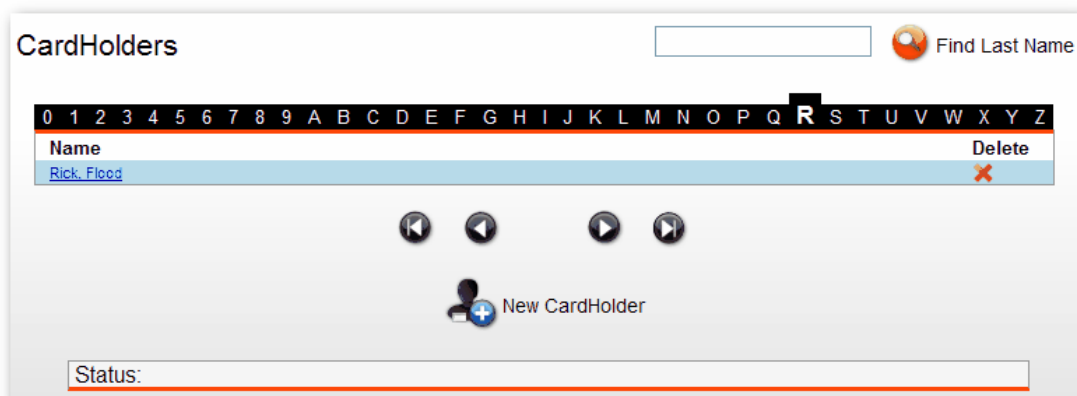 CardHolders
Find Last Name
0 1 2 3 4 5 6 7 8 9 A B C D E F G H I J K L M N O P Q R S T U V W X Y Z
Name Delete
Rick, Flood
New CardHolder
Status: